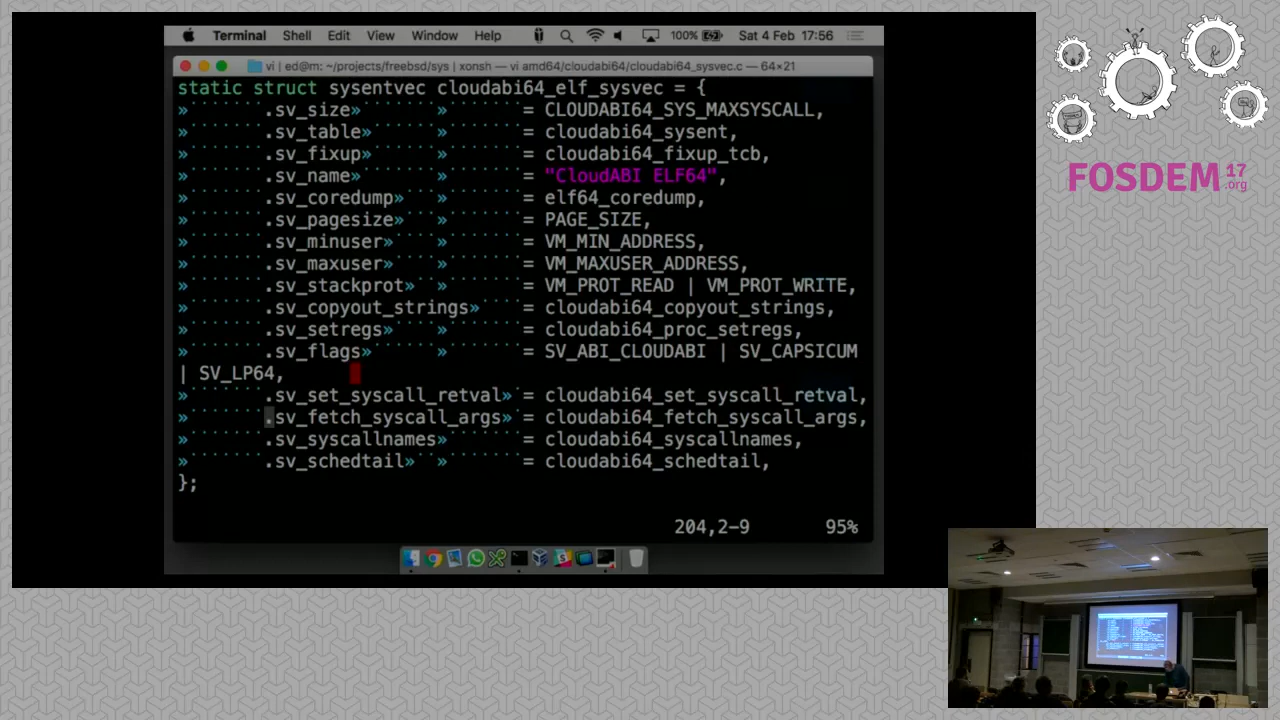 Terminal Shell Edit View Window Help 100% Sat 4 Feb 17:56
vi | ed@m: ~/projects/freebsd/sys | xonsh — vi amd64/cloudabi64/cloudabi64_sysvec.c — 64×21
static struct sysentvec cloudabi64_elf_sysvec = {
» .sv_size» » = CLOUDABI64_SYS_MAXSYSCALL,
» .sv_table» » = cloudabi64_sysent,
» .sv_fixup» » = cloudabi64_fixup_tcb,
» .sv_name» » = "CloudABI ELF64",
» .sv_coredump» » = elf64_coredump,
» .sv_pagesize» » = PAGE_SIZE,
» .sv_minuser» » = VM_MIN_ADDRESS,
» .sv_maxuser» » = VM_MAXUSER_ADDRESS,
» .sv_stackprot» » = VM_PROT_READ | VM_PROT_WRITE,
» .sv_copyout_strings» » = cloudabi64_copyout_strings,
» .sv_setregs» » = cloudabi64_proc_setregs,
» .sv_flags» » = SV_ABI_CLOUDABI | SV_CAPSICUM
| SV_LP64,
» .sv_set_syscall_retval» = cloudabi64_set_syscall_retval,
» .sv_fetch_syscall_args» = cloudabi64_fetch_syscall_args,
» .sv_syscallnames» = cloudabi64_syscallnames,
» .sv_schedtail» » = cloudabi64_schedtail,
};
204,2-9 95%
FOSDEM 17
.org